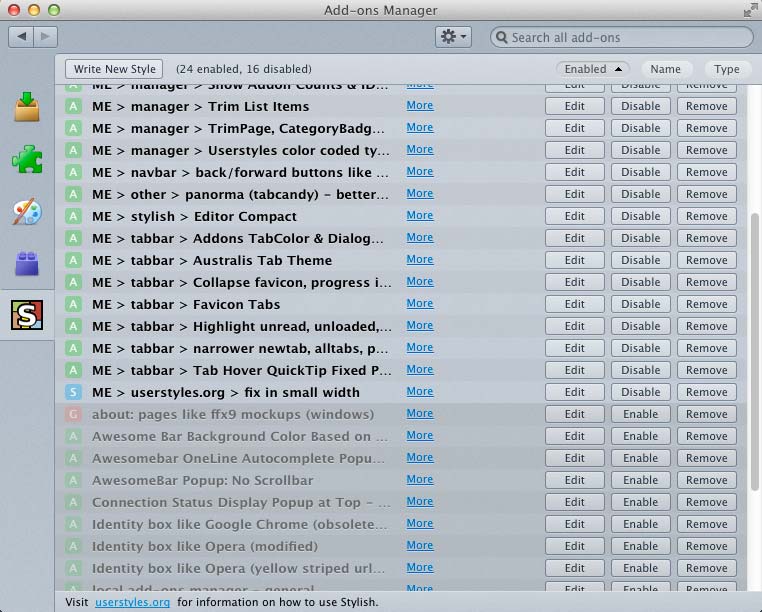 Add-ons Manager
Search all add-ons
Write New Style (24 enabled, 16 disabled) Enabled Name Type
A ME > manager > Show Addon Counts & ID... More Edit Disable Remove
A ME > manager > Trim List Items More Edit Disable Remove
A ME > manager > TrimPage, CategoryBadg... More Edit Disable Remove
A ME > manager > Userstyles color coded ty... More Edit Disable Remove
A ME > navbar > back/forward buttons like ... More Edit Disable Remove
A ME > other > panorma (tabcandy) – better... More Edit Disable Remove
A ME > stylish > Editor Compact More Edit Disable Remove
A ME > tabbar > Addons TabColor & Dialog... More Edit Disable Remove
A ME > tabbar > Australis Tab Theme More Edit Disable Remove
A ME > tabbar > Collapse favicon, progress i... More Edit Disable Remove
A ME > tabbar > Favicon Tabs More Edit Disable Remove
A ME > tabbar > Highlight unread, unloaded,... More Edit Disable Remove
A ME > tabbar > narrower newtab, alltabs, p... More Edit Disable Remove
A ME > tabbar > Tab Hover QuickTip Fixed P... More Edit Disable Remove
S ME > userstyles.org > fix in small width More Edit Disable Remove
G about: pages like ffx9 mockups (windows) More Edit Enable Remove
A Awesome Bar Background Color Based on ... More Edit Enable Remove
A Awesomebar OneLine Autocomplete Popu... More Edit Enable Remove
A AwesomeBar Popup: No Scrollbar More Edit Enable Remove
A Connection Status Display Popup at Top – ... More Edit Enable Remove
A Identity box like Google Chrome (obsolete... More Edit Enable Remove
A Identity box like Opera (modified) More Edit Enable Remove
A Identity box like Opera (yellow striped url... More Edit Enable Remove
A local add-ons manager – general More Edit Enable Remove
S
Visit userstyles.org for information on how to use Stylish.